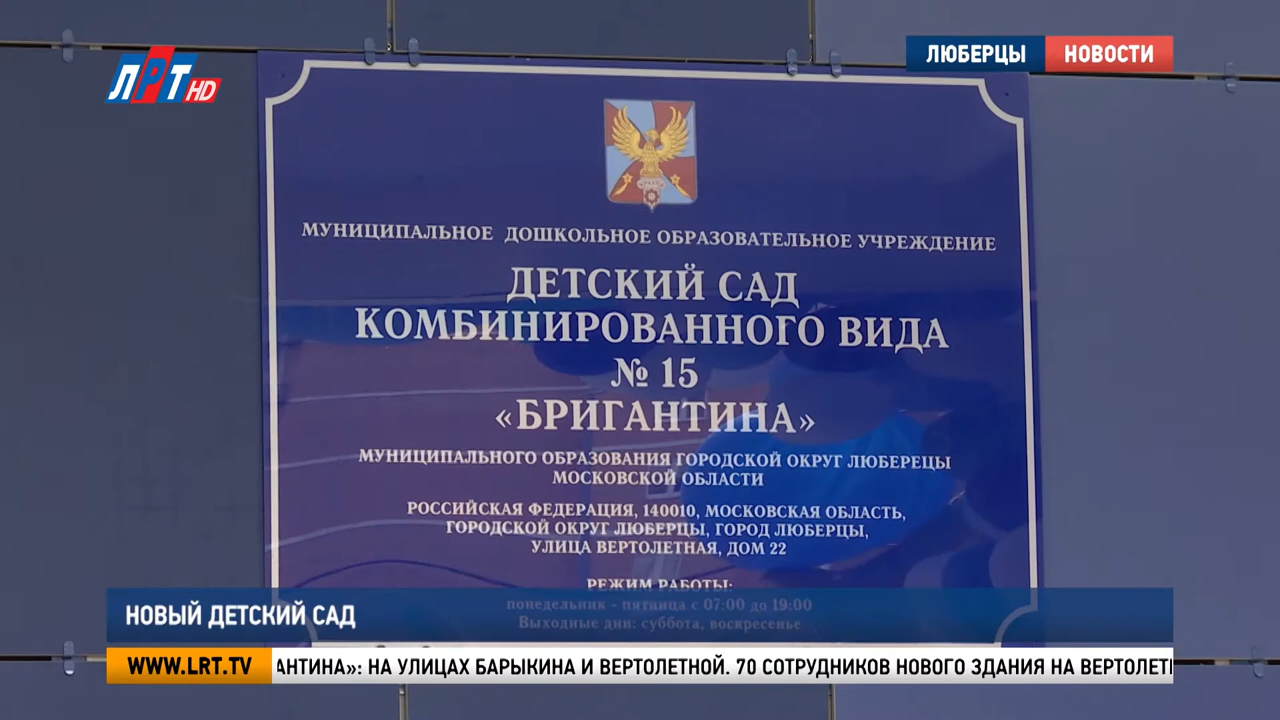 ЛРТ HD
ЛЮБЕРЦЫ НОВОСТИ
МУНИЦИПАЛЬНОЕ ДОШКОЛЬНОЕ ОБРАЗОВАТЕЛЬНОЕ УЧРЕЖДЕНИЕ
ДЕТСКИЙ САД
КОМБИНИРОВАННОГО ВИДА
№ 15
«БРИГАНТИНА»
МУНИЦИПАЛЬНОГО ОБРАЗОВАНИЯ ГОРОДСКОЙ ОКРУГ ЛЮБЕРЕЦЫ
МОСКОВСКОЙ ОБЛАСТИ
РОССИЙСКАЯ ФЕДЕРАЦИЯ, 140010, МОСКОВСКАЯ ОБЛАСТЬ,
ГОРОДСКОЙ ОКРУГ ЛЮБЕРЦЫ, ГОРОД ЛЮБЕРЦЫ,
УЛИЦА ВЕРТОЛЕТНАЯ, ДОМ 22
РЕЖИМ РАБОТЫ:
понедельник - пятница с 07:00 до 19:00
Выходные дни: суббота, воскресенье
НОВЫЙ ДЕТСКИЙ САД
WWW.LRT.TV АНТИНА»: НА УЛИЦАХ БАРЫКИНА И ВЕРТОЛЕТНОЙ. 70 СОТРУДНИКОВ НОВОГО ЗДАНИЯ НА ВЕРТОЛЕТ